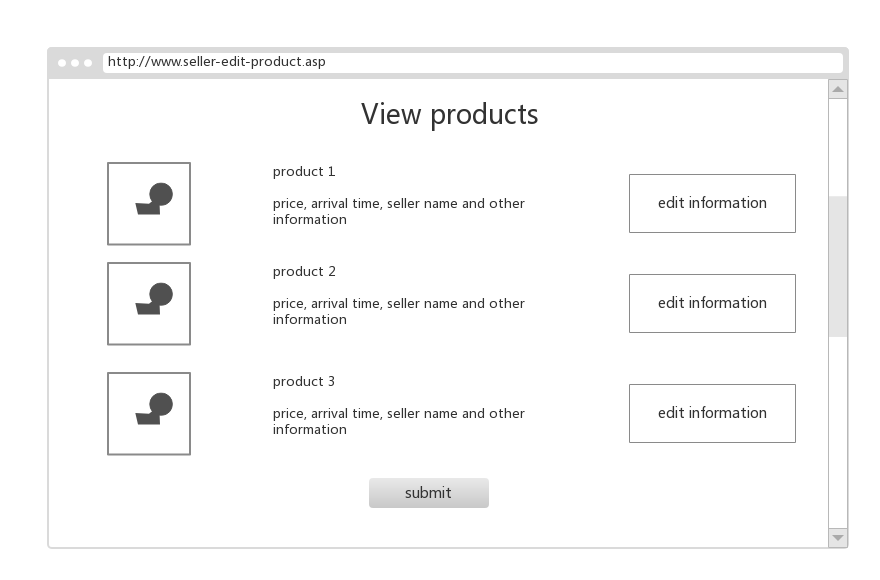 http://www.seller-edit-product.asp
View products
product 1
price, arrival time, seller name and other
information
edit information
product 2
price, arrival time, seller name and other
information
edit information
product 3
price, arrival time, seller name and other
information
edit information
submit